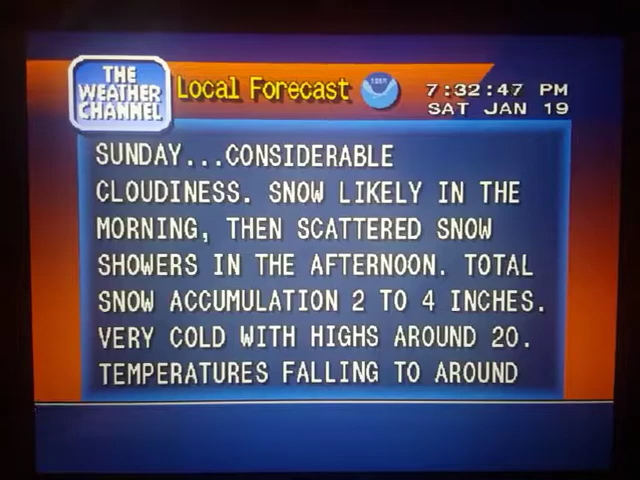 THE
WEATHER
CHANNEL
Local Forecast
7:32:47 PM
SAT JAN 19
SUNDAY...CONSIDERABLE
CLOUDINESS. SNOW LIKELY IN THE
MORNING, THEN SCATTERED SNOW
SHOWERS IN THE AFTERNOON. TOTAL
SNOW ACCUMULATION 2 TO 4 INCHES.
VERY COLD WITH HIGHS AROUND 20.
TEMPERATURES FALLING TO AROUND